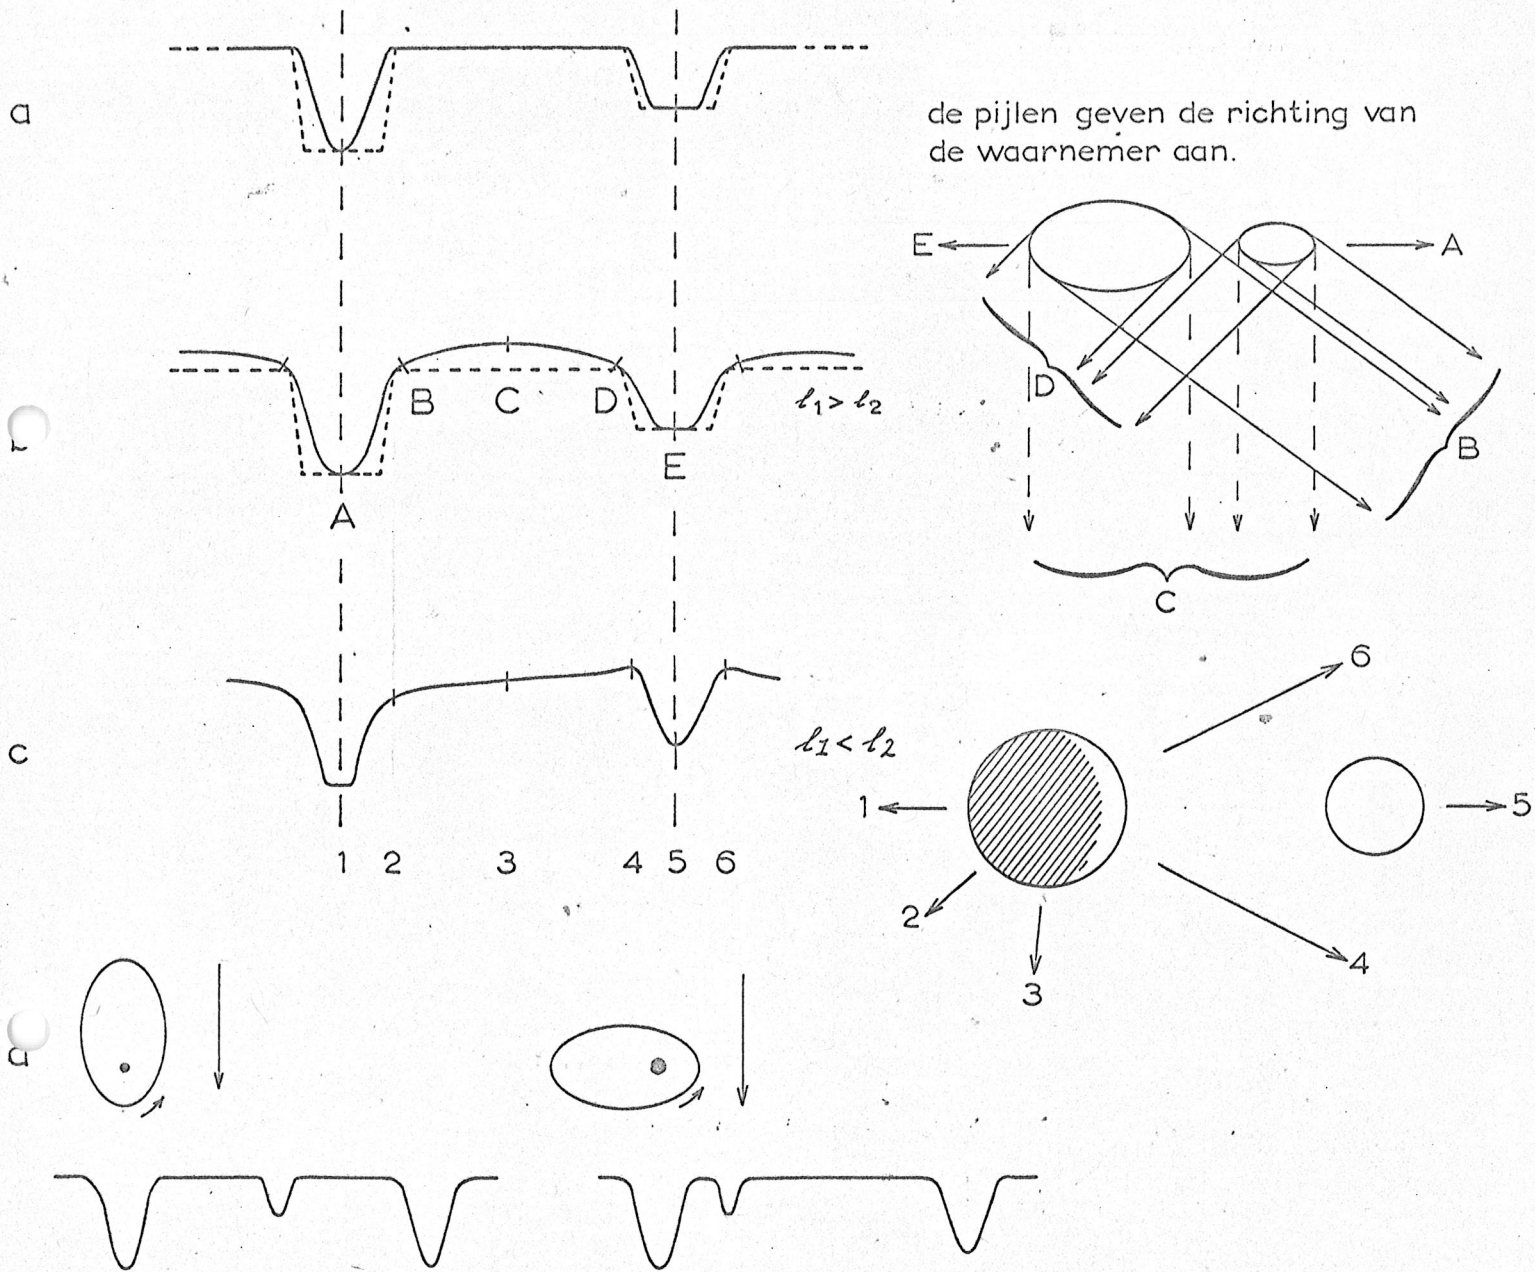 a
de pijlen geven de richting van
de waarnemer aan.
E
A
B
C
D
ℓ₁ > ℓ₂
D
B
E
A
C
6
c
ℓ₁ < ℓ₂
1
5
1 2 3 4 5 6
2
4
3
d